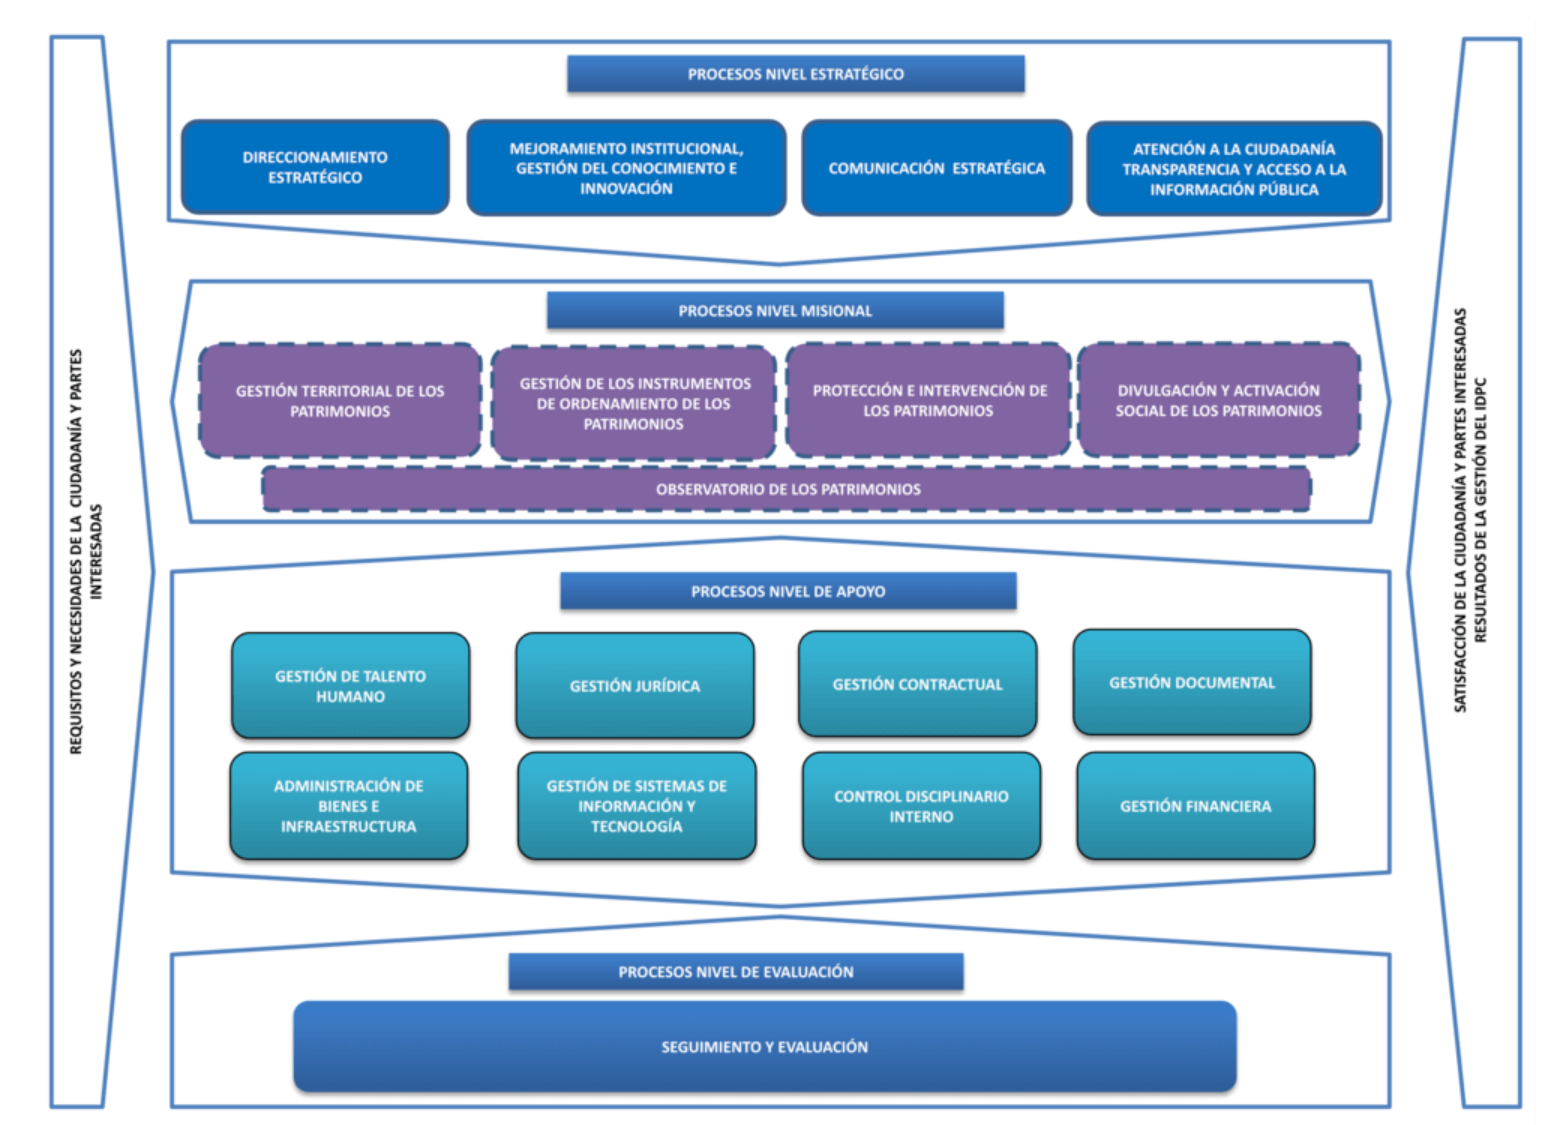 REQUISITOS Y NECESIDADES DE LA CIUDADANÍA Y PARTES
INTERESADAS
PROCESOS NIVEL ESTRATÉGICO
DIRECCIONAMIENTO
ESTRATÉGICO
MEJORAMIENTO INSTITUCIONAL,
GESTIÓN DEL CONOCIMIENTO E
INNOVACIÓN
COMUNICACIÓN ESTRATÉGICA
ATENCIÓN A LA CIUDADANÍA
TRANSPARENCIA Y ACCESO A LA
INFORMACIÓN PÚBLICA
PROCESOS NIVEL MISIONAL
GESTIÓN TERRITORIAL DE LOS
PATRIMONIOS
GESTIÓN DE LOS INSTRUMENTOS
DE ORDENAMIENTO DE LOS
PATRIMONIOS
PROTECCIÓN E INTERVENCIÓN DE
LOS PATRIMONIOS
DIVULGACIÓN Y ACTIVACIÓN
SOCIAL DE LOS PATRIMONIOS
OBSERVATORIO DE LOS PATRIMONIOS
PROCESOS NIVEL DE APOYO
GESTIÓN DE TALENTO
HUMANO
GESTIÓN JURÍDICA
GESTIÓN CONTRACTUAL
GESTIÓN DOCUMENTAL
ADMINISTRACIÓN DE
BIENES E
INFRAESTRUCTURA
GESTIÓN DE SISTEMAS DE
INFORMACIÓN Y
TECNOLOGÍA
CONTROL DISCIPLINARIO
INTERNO
GESTIÓN FINANCIERA
PROCESOS NIVEL DE EVALUACIÓN
SEGUIMIENTO Y EVALUACIÓN
SATISFACCIÓN DE LA CIUDADANÍA Y PARTES INTERESADAS
RESULTADOS DE LA GESTIÓN DEL IDPC